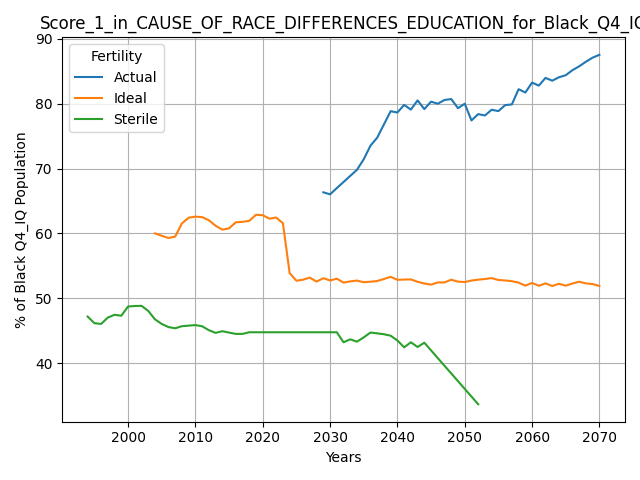 Score_1_in_CAUSE_OF_RACE_DIFFERENCES_EDUCATION_for_Black_Q4_IQ
Fertility
Actual
Ideal
Sterile
% of Black Q4_IQ Population
90
80
70
60
50
40
2000 2010 2020 2030 2040 2050 2060 2070
Years